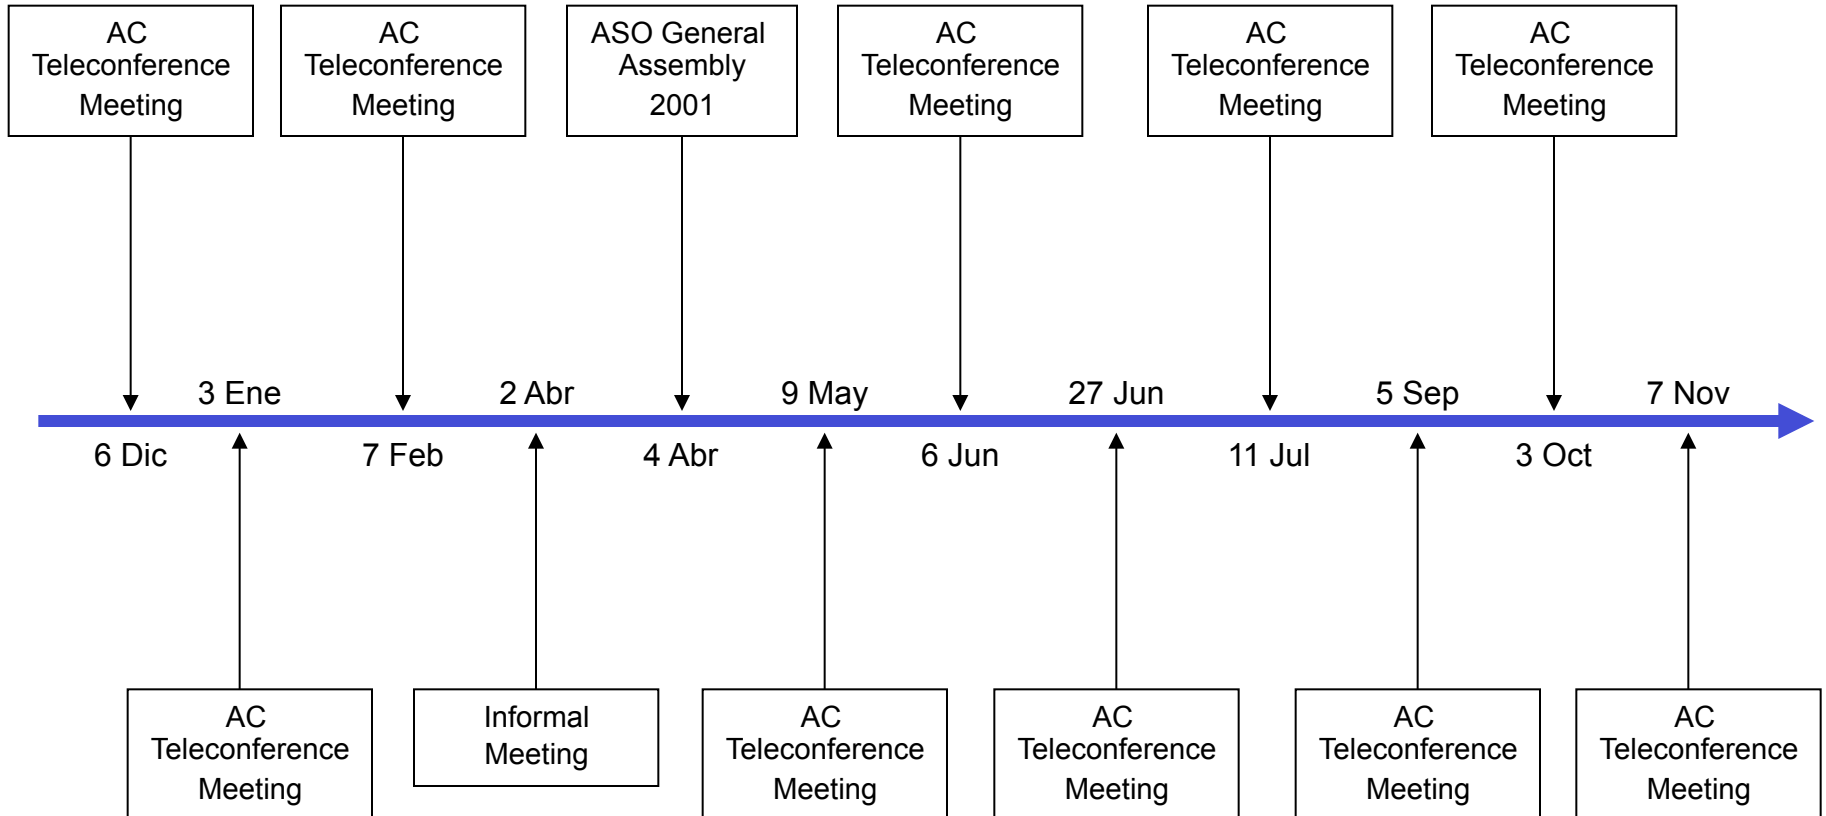 AC
Teleconference
Meeting
AC
Teleconference
Meeting
ASO General
Assembly
2001
AC
Teleconference
Meeting
AC
Teleconference
Meeting
AC
Teleconference
Meeting
3 Ene
2 Abr
9 May
27 Jun
5 Sep
7 Nov
6 Dic
7 Feb
4 Abr
6 Jun
11 Jul
3 Oct
AC
Teleconference
Meeting
Informal
Meeting
AC
Teleconference
Meeting
AC
Teleconference
Meeting
AC
Teleconference
Meeting
AC
Teleconference
Meeting